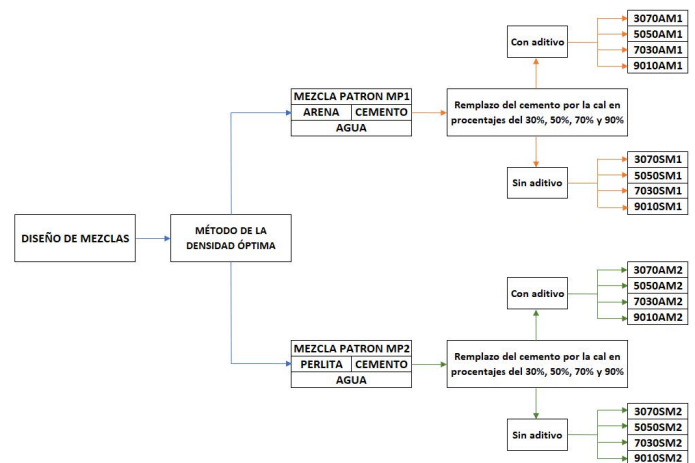 Con aditivo
3070AM1
5050AM1
7030AM1
9010AM1
MEZCLA PATRON MP1
ARENA CEMENTO
AGUA
Remplazo del cemento por la cal en
procentajes del 30%, 50%, 70% y 90%
Sin aditivo
3070SM1
5050SM1
7030SM1
9010SM1
DISEÑO DE MEZCLAS
MÉTODO DE LA
DENSIDAD ÓPTIMA
Con aditivo
3070AM2
5050AM2
7030AM2
9010AM2
MEZCLA PATRON MP2
PERLITA CEMENTO
AGUA
Remplazo del cemento por la cal en
procentajes del 30%, 50%, 70% y 90%
Sin aditivo
3070SM2
5050SM2
7030SM2
9010SM2